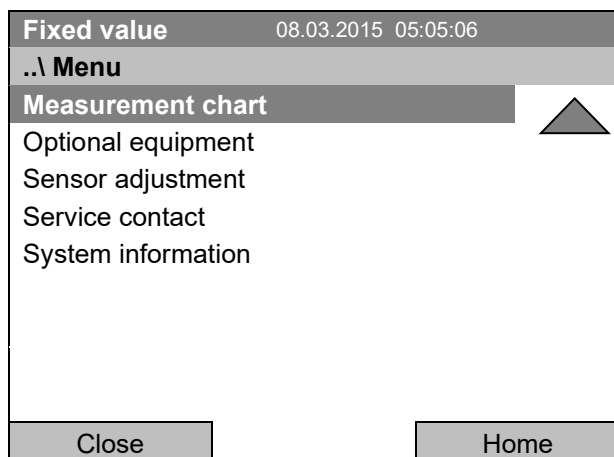 Fixed value 08.03.2015 05:05:06
..\ Menu
Measurement chart
Optional equipment
Sensor adjustment
Service contact
System information
Close Home